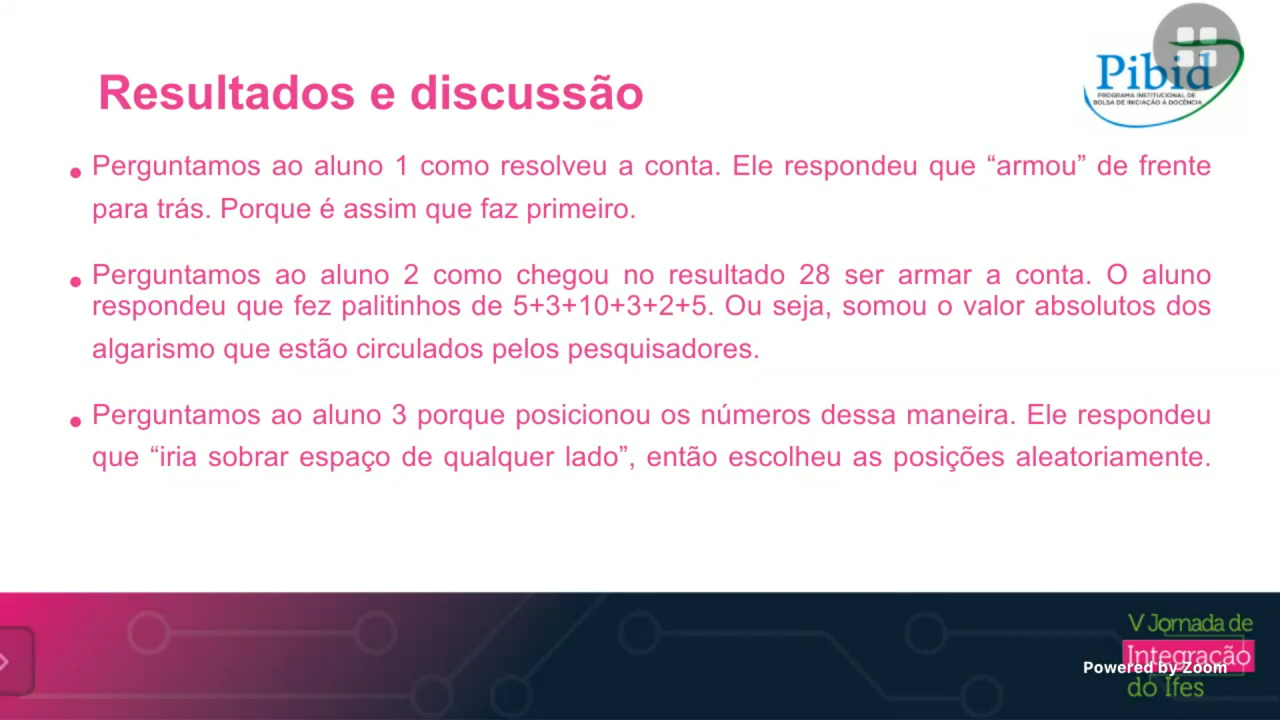 Resultados e discussão
Pibid
PROGRAMA INSTITUCIONAL DE
BOLSA DE INICIAÇÃO À DOCÊNCIA
• Perguntamos ao aluno 1 como resolveu a conta. Ele respondeu que “armou” de frente
para trás. Porque é assim que faz primeiro.
• Perguntamos ao aluno 2 como chegou no resultado 28 ser armar a conta. O aluno
respondeu que fez palitinhos de 5+3+10+3+2+5. Ou seja, somou o valor absolutos dos
algarismo que estão circulados pelos pesquisadores.
• Perguntamos ao aluno 3 porque posicionou os números dessa maneira. Ele respondeu
que “iria sobrar espaço de qualquer lado”, então escolheu as posições aleatoriamente.
V Jornada de
Integração
do Ifes
Powered by Zoom